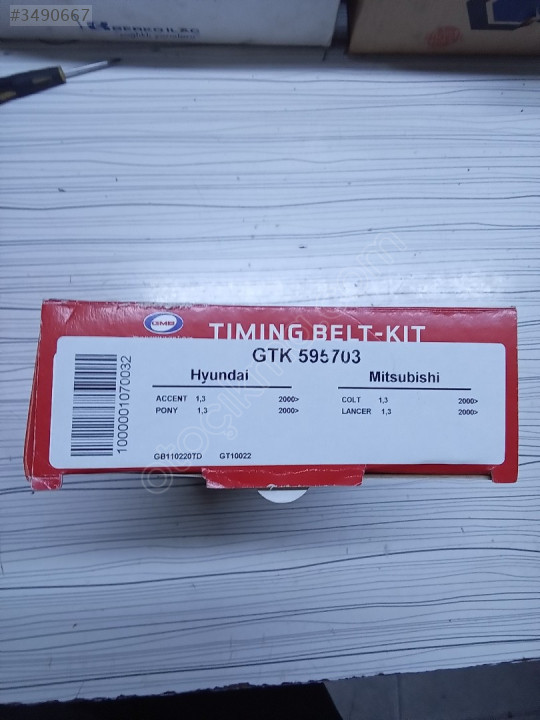 #3490667
GMB
TIMING BELT-KIT
GTK 595703
Hyundai
Mitsubishi
ACCENT 1,3 2000>
PONY 1,3 2000>
COLT 1,3 2000>
LANCER 1,3 2000>
GB110220TD GT10022
1000001070032